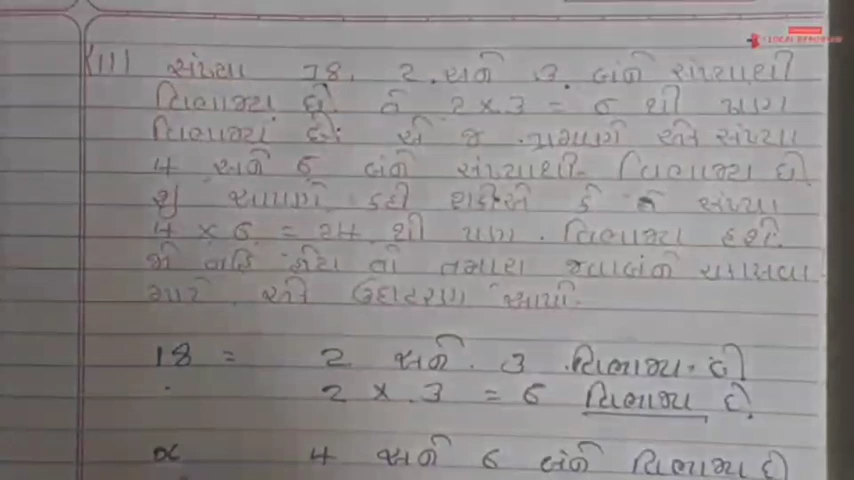 (11) સંખ્યા 18, 2 અને 3 બંને સંખ્યાથી
વિભાજ્ય છે. તે 2 × 3 = 6 થી પણ
વિભાજ્ય છે. એ જ પ્રમાણે એક સંખ્યા
4 અને 6 બંને સંખ્યાથી વિભાજ્ય છે.
શું આપણે કહી શકીએ કે તે સંખ્યા
4 × 6 = 24 થી પણ વિભાજ્ય હશે.
જો નહિ હોય તો તમારા જવાબને ચકાસવા
માટે એક ઉદાહરણ આપો.
18 = 2 અને 3 વિભાજ્ય છે
2 × 3 = 6 વિભાજ્ય છે.
4 અને 6 બંને વિભાજ્ય છે